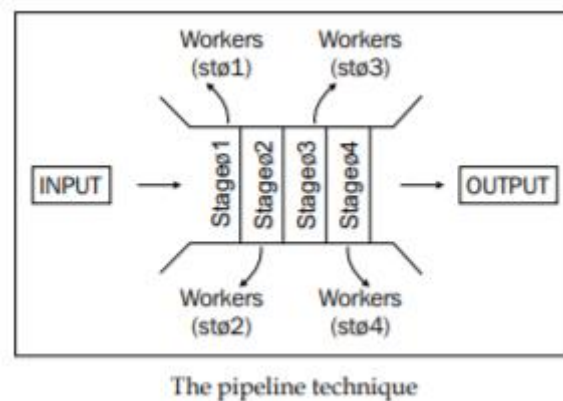 Workers
(stø1)
Workers
(stø3)
INPUT
Stageø1
Stageø2
Stageø3
Stageø4
OUTPUT
Workers
(stø2)
Workers
(stø4)
The pipeline technique